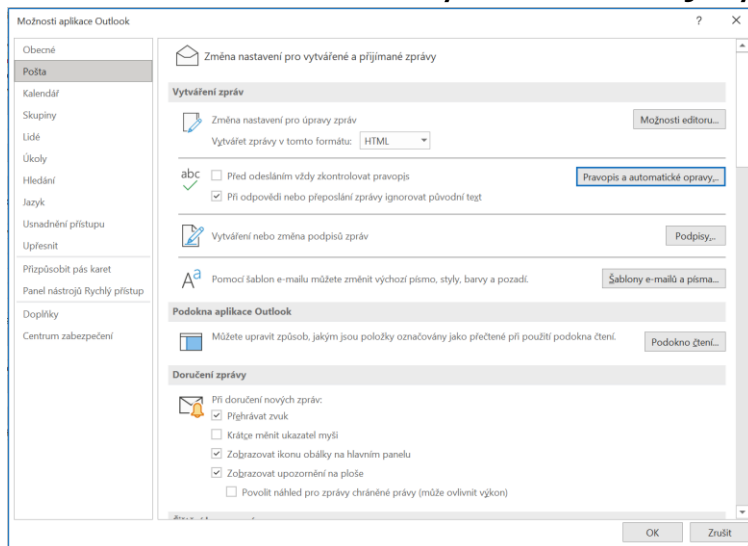 Možnosti aplikace Outlook
?
Obecné
Pošta
Kalendář
Skupiny
Lidé
Úkoly
Hledání
Jazyk
Usnadnění přístupu
Upřesnit
Přizpůsobit pás karet
Panel nástrojů Rychlý přístup
Doplňky
Centrum zabezpečení
Změna nastavení pro vytvářené a přijímané zprávy
Vytváření zpráv
Změna nastavení pro úpravy zpráv
Možnosti editoru...
Vytvářet zprávy v tomto formátu: HTML
abc
Před odesláním vždy zkontrolovat pravopis
Pravopis a automatické opravy...
Při odpovědi nebo přeposlání zprávy ignorovat původní text
Vytváření nebo změna podpisů zpráv
Podpisy...
Aa
Pomocí šablon e-mailu můžete změnit výchozí písmo, styly, barvy a pozadí.
Šablony e-mailů a písma...
Podokna aplikace Outlook
Můžete upravit způsob, jakým jsou položky označovány jako přečtené při použití podokna čtení.
Podokno čtení...
Doručení zprávy
Při doručení nových zpráv:
Přehrávat zvuk
Krátce měnit ukazatel myši
Zobrazovat ikonu obálky na hlavním panelu
Zobrazovat upozornění na ploše
Povolit náhled pro zprávy chráněné právy (může ovlivnit výkon)
OK
Zrušit